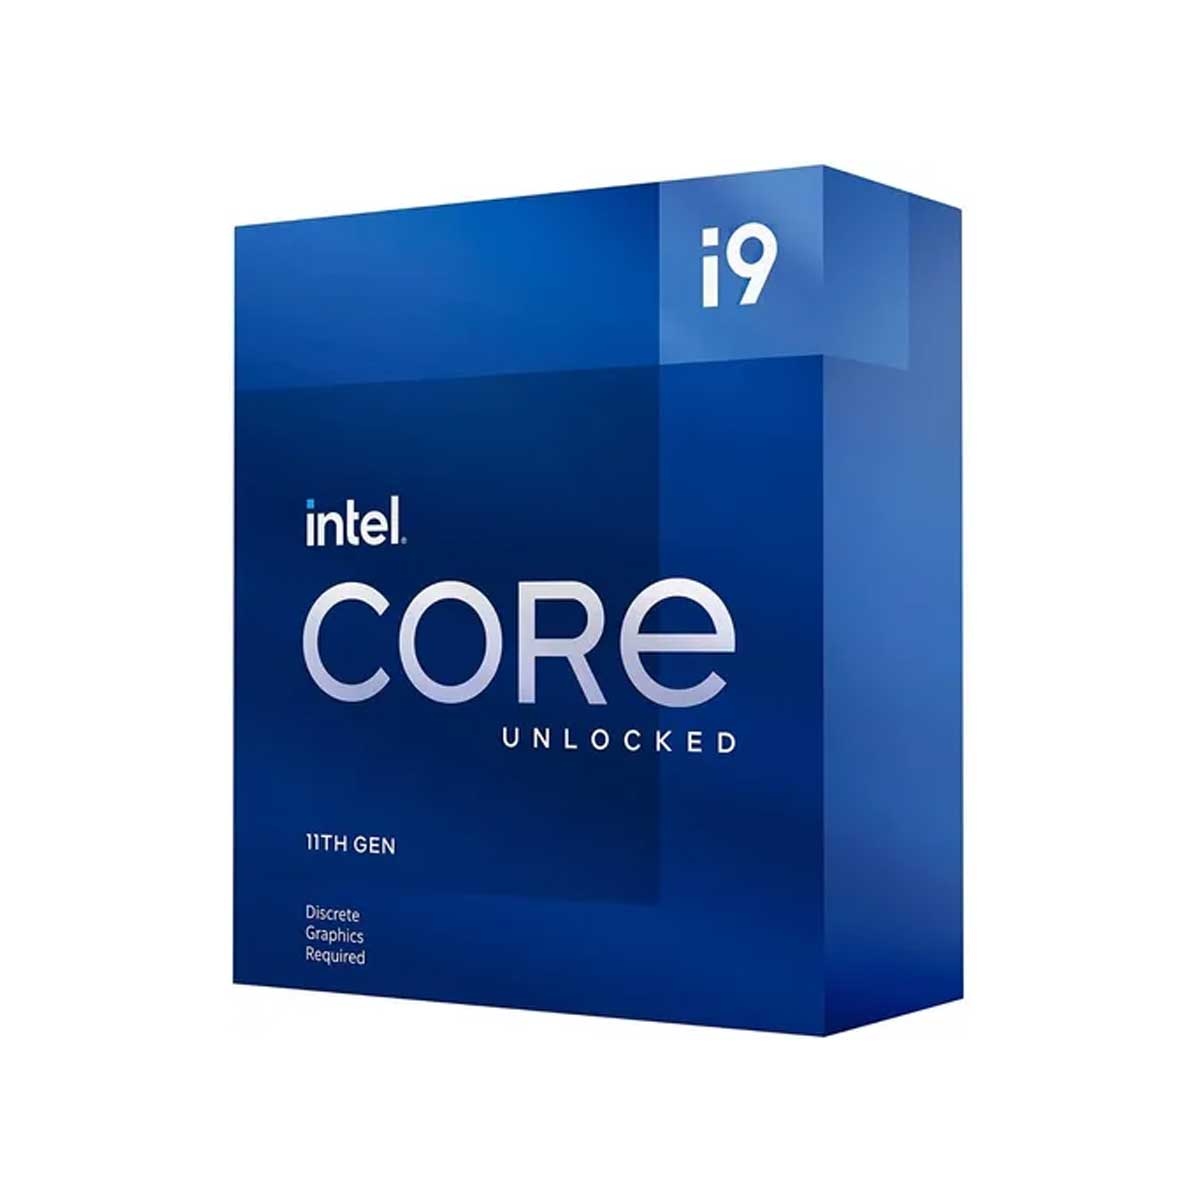 i9
intel.
CORe
UNLOCKED
11TH GEN
Discrete
Graphics
Required